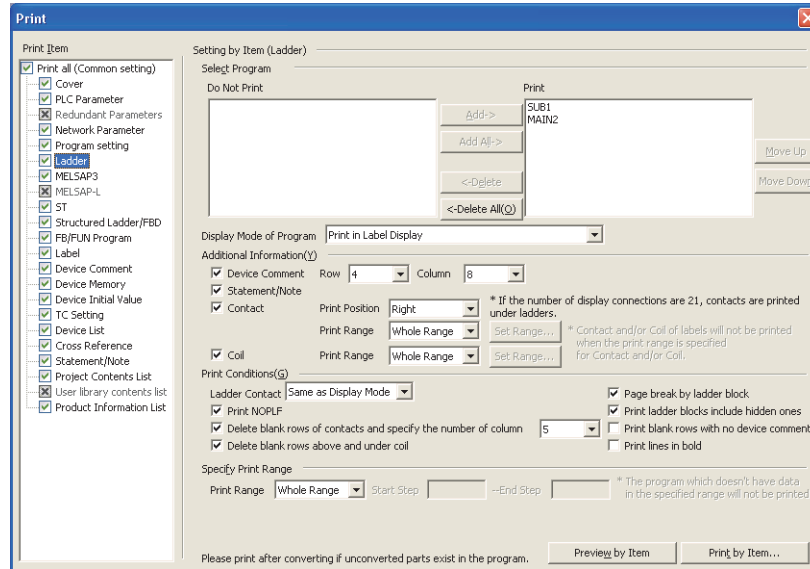 Print
Print Item
Print all (Common setting)
Cover
PLC Parameter
Redundant Parameters
Network Parameter
Program setting
Ladder
MELSAP3
MELSAP-L
ST
Structured Ladder/FBD
FB/FUN Program
Label
Device Comment
Device Memory
Device Initial Value
TC Setting
Device List
Cross Reference
Statement/Note
Project Contents List
User library contents list
Product Information List
Setting by Item (Ladder)
Select Program
Do Not Print
Print
Add->
Add All->
<-Delete
<-Delete All(O)
SUB1
MAIN2
Move Up
Move Down
Display Mode of Program Print in Label Display
Additional Information(Y)
Device Comment Row 4 Column 8
Statement/Note
Contact Print Position Right * If the number of display connections are 21, contacts are printed
under ladders.
Print Range Whole Range Set Range... * Contact and/or Coil of labels will not be printed
when the print range is specified
for Contact and/or Coil.
Coil Print Range Whole Range Set Range...
Print Conditions(G)
Ladder Contact Same as Display Mode
Print NOPLF
Delete blank rows of contacts and specify the number of column 5
Delete blank rows above and under coil
Page break by ladder block
Print ladder blocks include hidden ones
Print blank rows with no device comment
Print lines in bold
Specify Print Range
Print Range Whole Range Start Step --End Step * The program which doesn't have data
in the specified range will not be printed
Please print after converting if unconverted parts exist in the program.
Preview by Item
Print by Item...